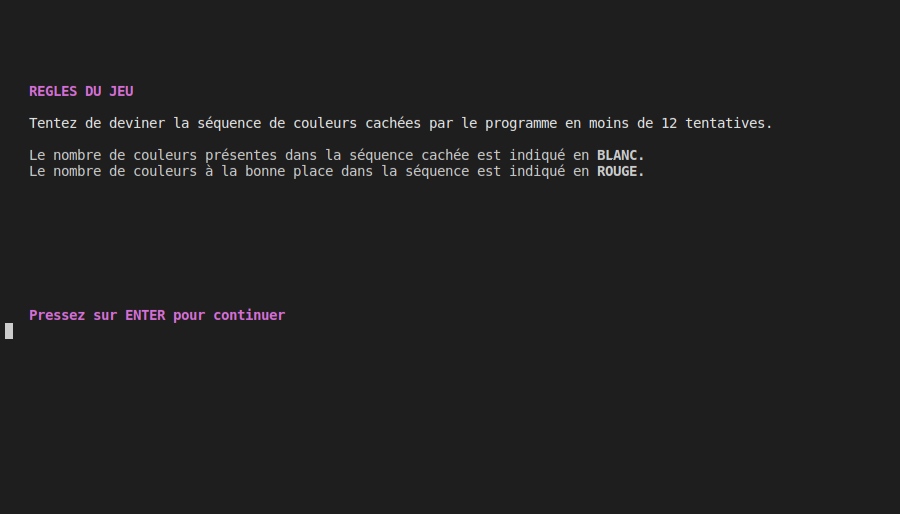 REGLES DU JEU
Tentez de deviner la séquence de couleurs cachées par le programme en moins de 12 tentatives.
Le nombre de couleurs présentes dans la séquence cachée est indiqué en BLANC.
Le nombre de couleurs à la bonne place dans la séquence est indiqué en ROUGE.
Pressez sur ENTER pour continuer